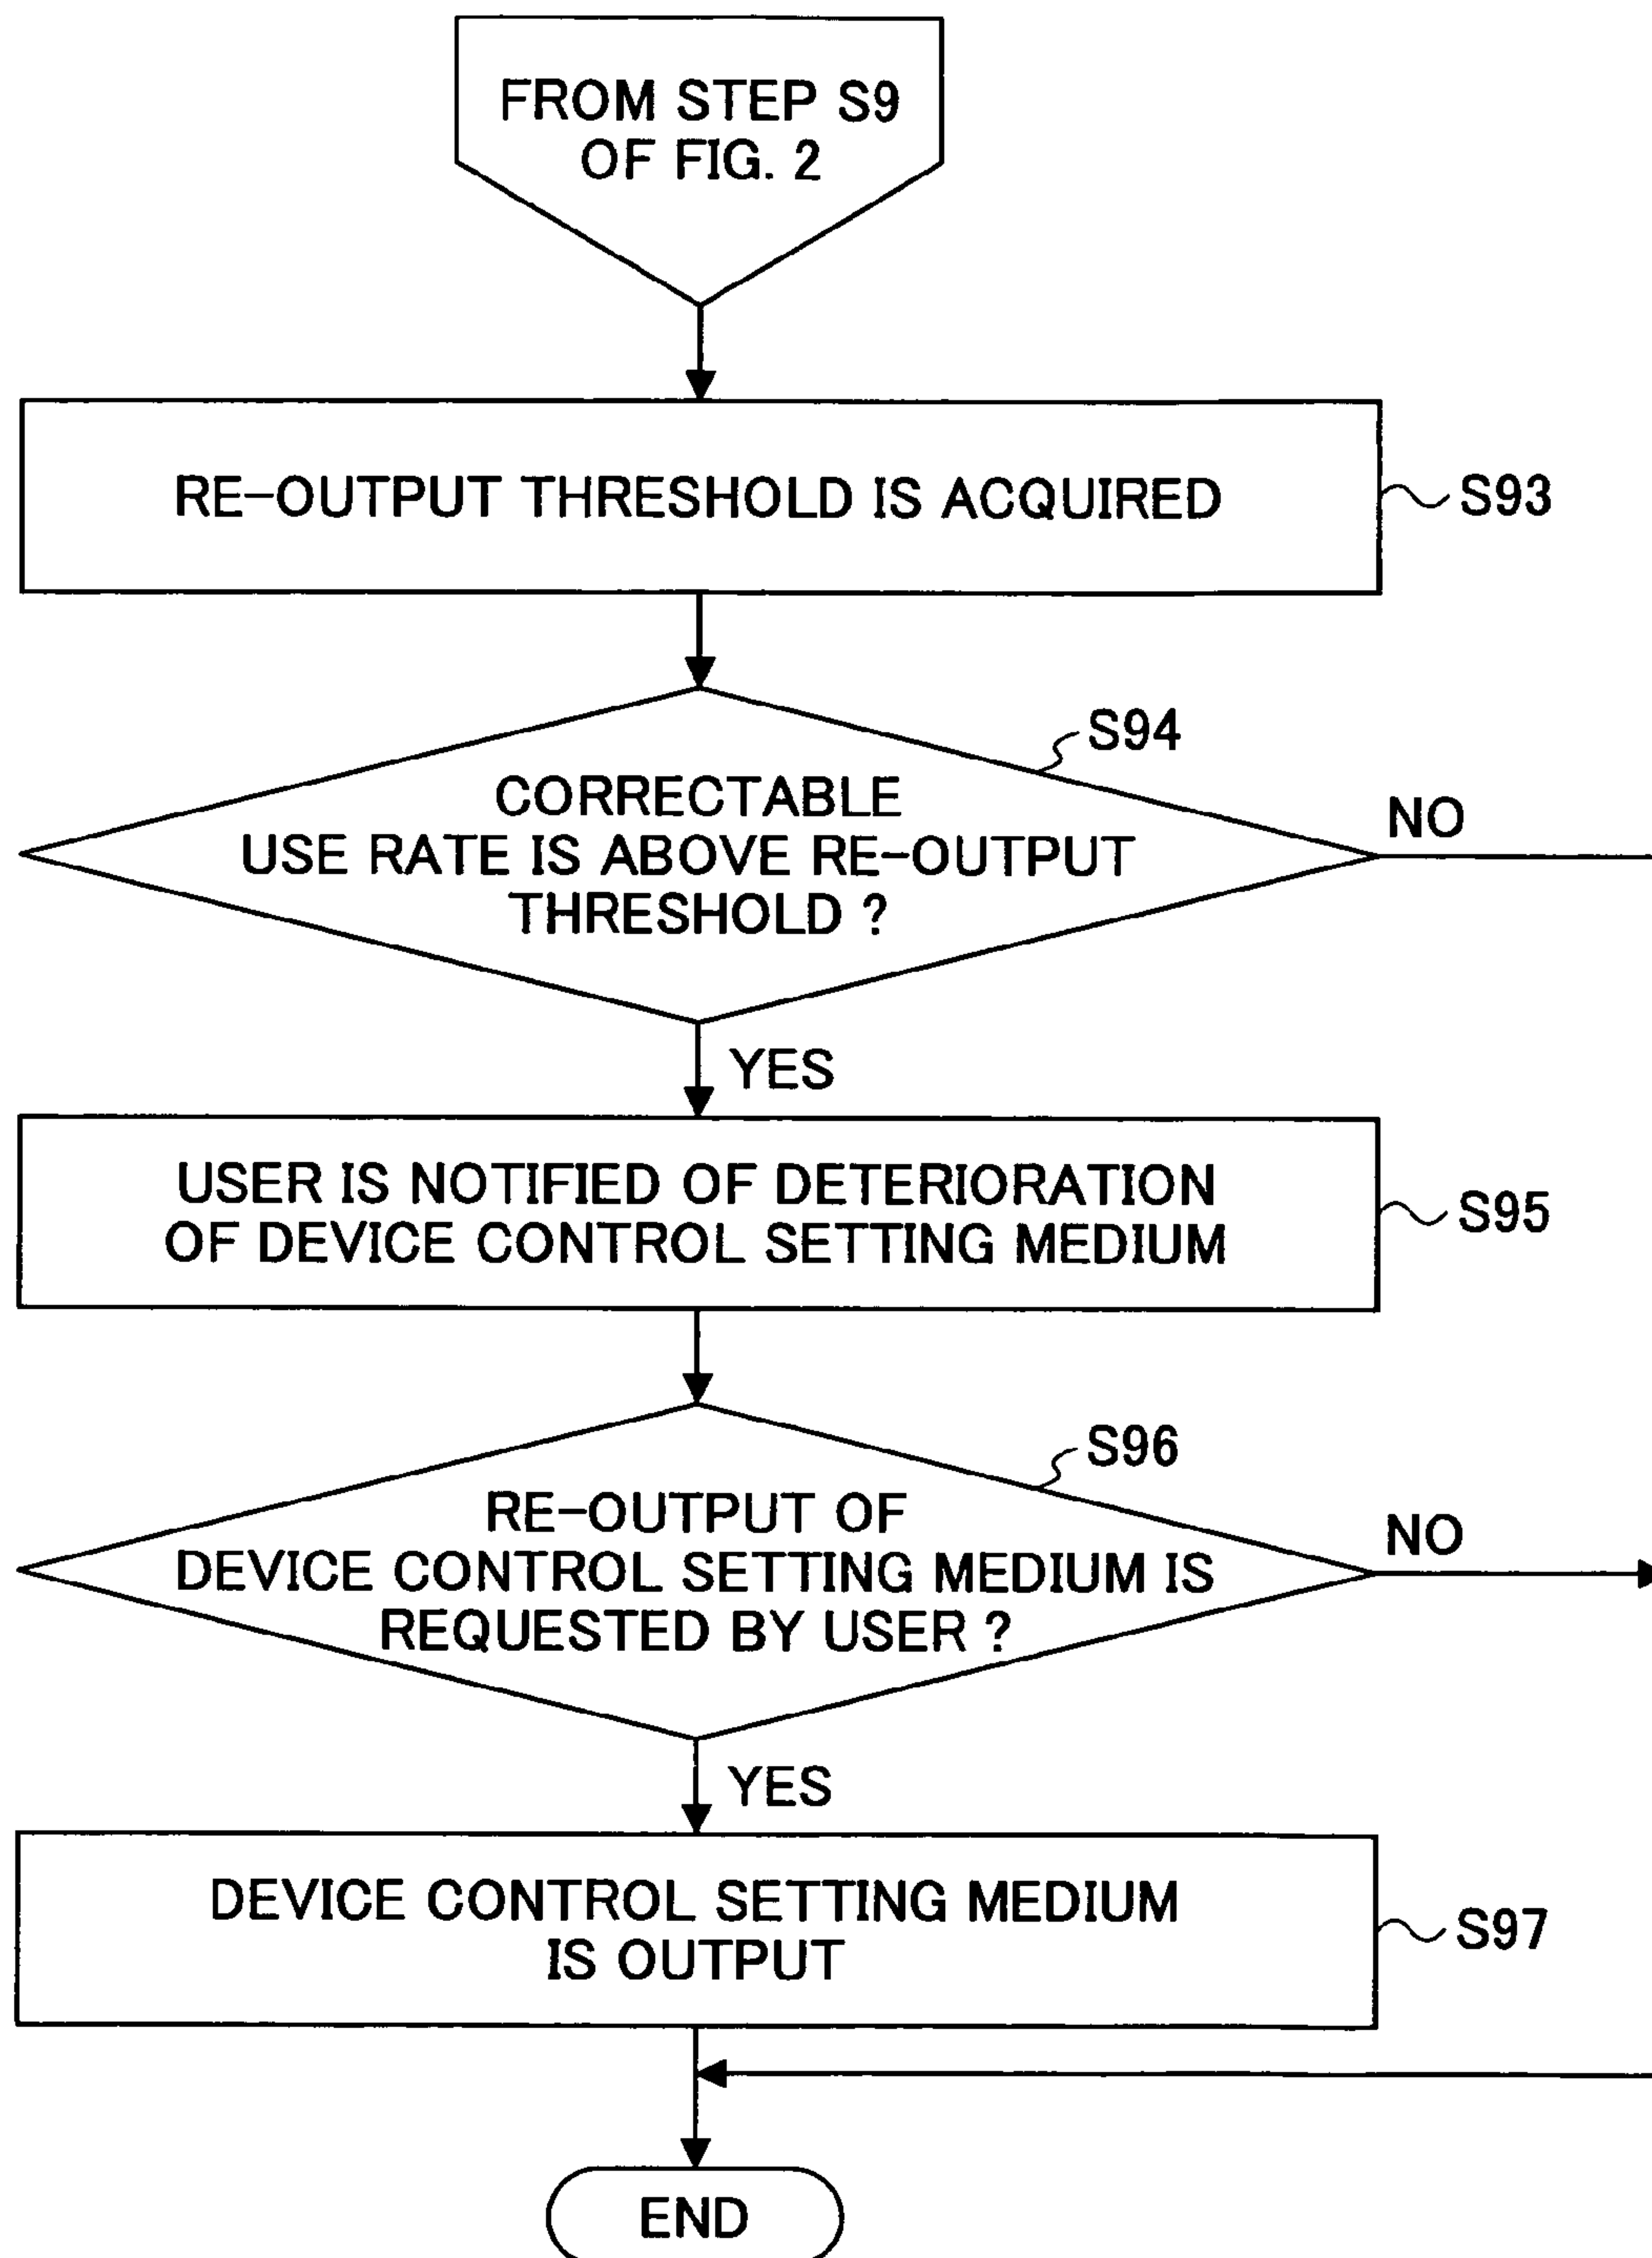 FROM STEP S9
OF FIG. 2
RE-OUTPUT THRESHOLD IS ACQUIRED
S93
S94
CORRECTABLE
USE RATE IS ABOVE RE-OUTPUT
THRESHOLD ?
NO
YES
USER IS NOTIFIED OF DETERIORATION
OF DEVICE CONTROL SETTING MEDIUM
S95
S96
RE-OUTPUT OF
DEVICE CONTROL SETTING MEDIUM IS
REQUESTED BY USER ?
NO
YES
DEVICE CONTROL SETTING MEDIUM
IS OUTPUT
S97
END